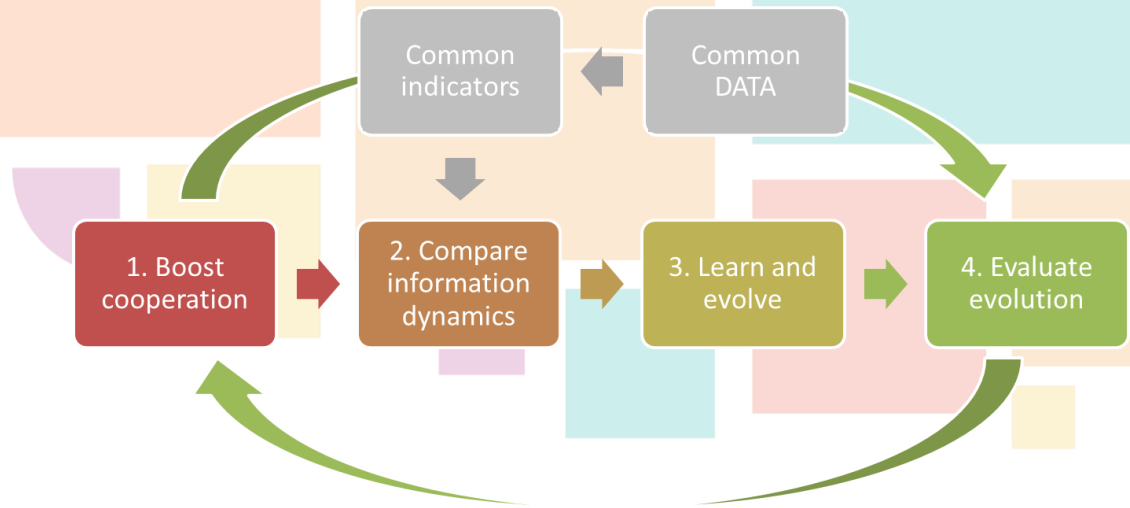 Common
indicators
Common
DATA
1. Boost
cooperation
2. Compare
information
dynamics
3. Learn and
evolve
4. Evaluate
evolution